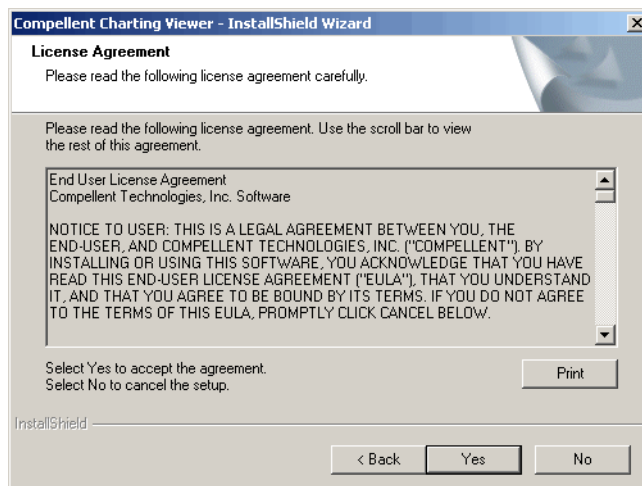 Compellent Charting Viewer - InstallShield Wizard
License Agreement
Please read the following license agreement carefully.
Please read the following license agreement. Use the scroll bar to view
the rest of this agreement.
End User License Agreement
Compellent Technologies, Inc. Software
NOTICE TO USER: THIS IS A LEGAL AGREEMENT BETWEEN YOU, THE
END-USER, AND COMPELLENT TECHNOLOGIES, INC. ("COMPELLENT"). BY
INSTALLING OR USING THIS SOFTWARE, YOU ACKNOWLEDGE THAT YOU HAVE
READ THIS END-USER LICENSE AGREEMENT ("EULA"), THAT YOU UNDERSTAND
IT, AND THAT YOU AGREE TO BE BOUND BY ITS TERMS. IF YOU DO NOT AGREE
TO THE TERMS OF THIS EULA, PROMPTLY CLICK CANCEL BELOW.
Select Yes to accept the agreement.
Select No to cancel the setup.
Print
InstallShield
< Back
Yes
No